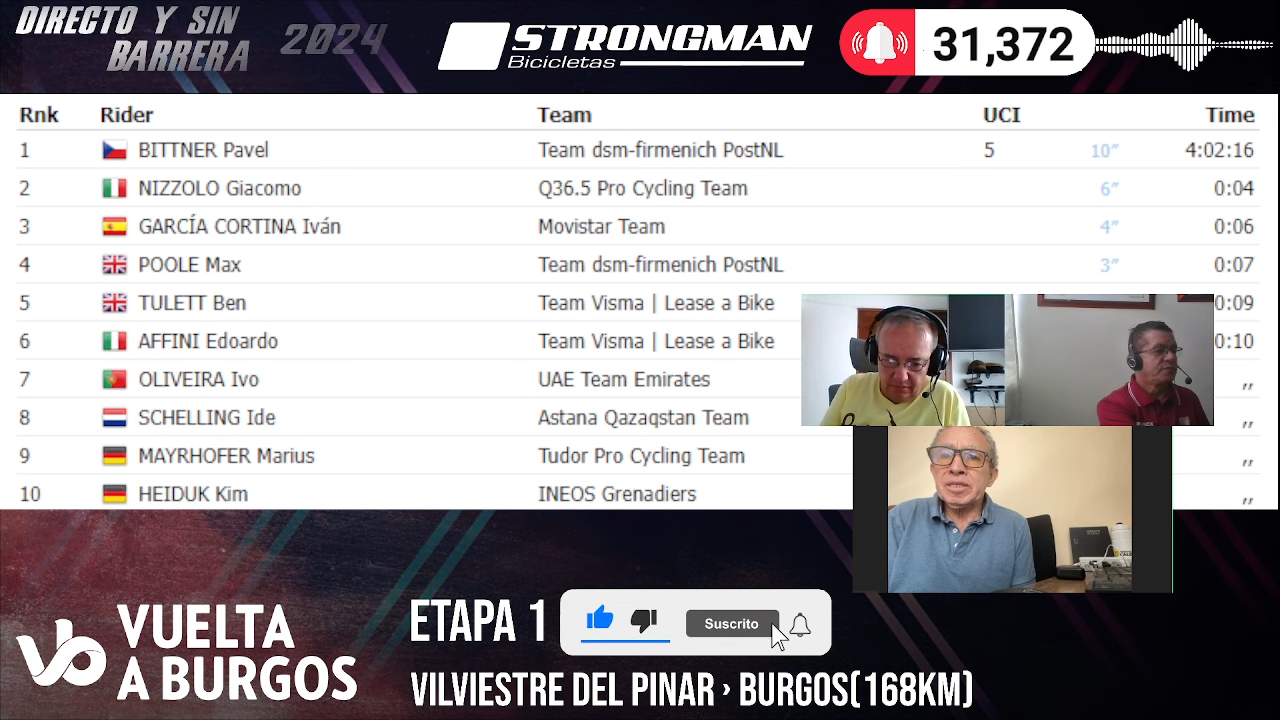 DIRECTO Y SIN
BARRERA
2024
STRONGMAN
Bicicletas
31,372
Rnk Rider Team UCI Time
1 BITTNER Pavel Team dsm-firmenich PostNL 5 10″ 4:02:16
2 NIZZOLO Giacomo Q36.5 Pro Cycling Team 6″ 0:04
3 GARCÍA CORTINA Iván Movistar Team 4″ 0:06
4 POOLE Max Team dsm-firmenich PostNL 3″ 0:07
5 TULETT Ben Team Visma | Lease a Bike 0:09
6 AFFINI Edoardo Team Visma | Lease a Bike 0:10
7 OLIVEIRA Ivo UAE Team Emirates ,,
8 SCHELLING Ide Astana Qazaqstan Team ,,
9 MAYRHOFER Marius Tudor Pro Cycling Team ,,
10 HEIDUK Kim INEOS Grenadiers ,,
VUELTA
A BURGOS
ETAPA 1
Suscrito
VILVIESTRE DEL PINAR › BURGOS(168KM)